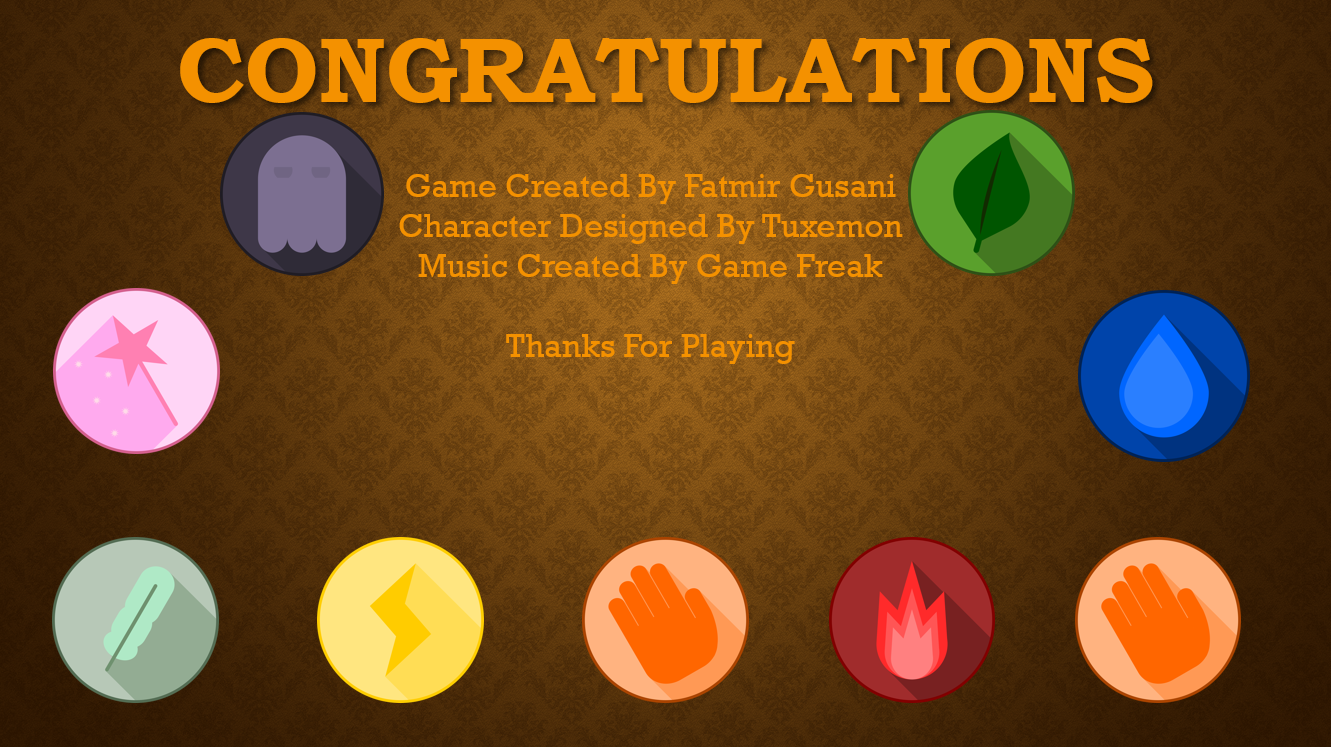 CONGRATULATIONS
Game Created By Fatmir Gusani
Character Designed By Tuxemon
Music Created By Game Freak
Thanks For Playing